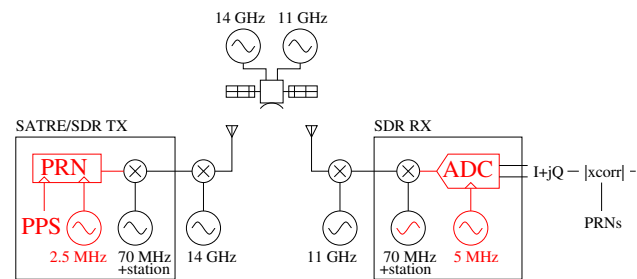 14 GHz 11 GHz
SATRE/SDR TX
SDR RX
PRN
ADC
I+jQ
|xcorr|
PPS
PRNs
2.5 MHz
70 MHz
+station
14 GHz
11 GHz
70 MHz
+station
5 MHz